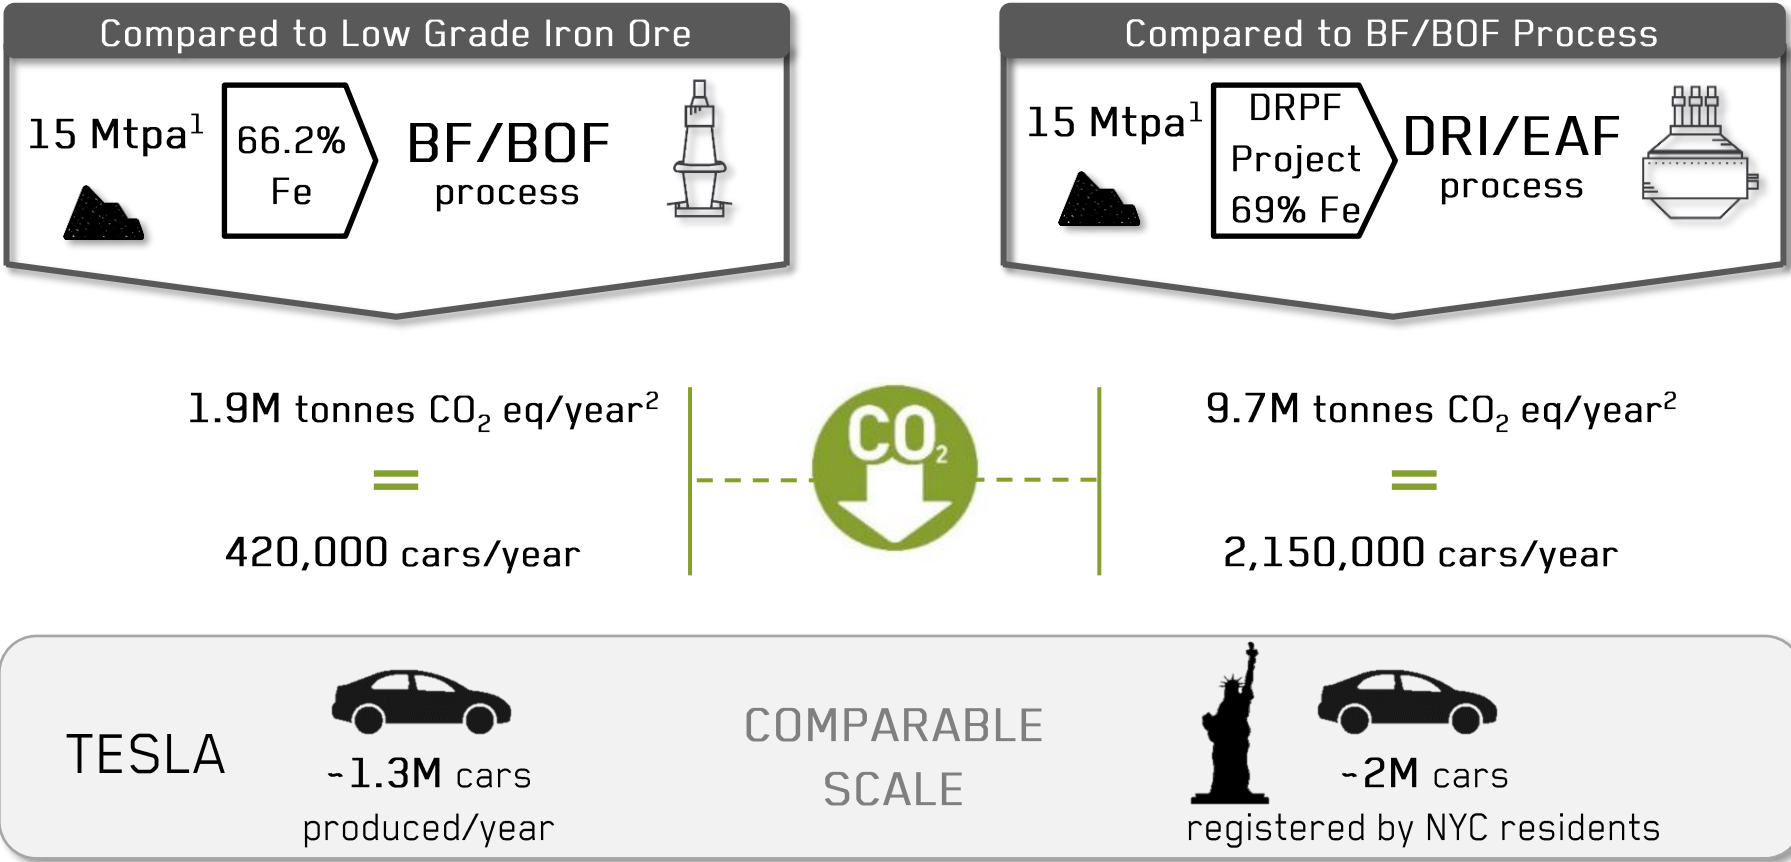 Compared to Low Grade Iron Ore
15 Mtpa¹
66.2%
Fe
BF/BOF
process
Compared to BF/BOF Process
15 Mtpa¹
DRPF
Project
69% Fe
DRI/EAF
process
1.9M tonnes CO₂ eq/year²
=
420,000 cars/year
CO₂
9.7M tonnes CO₂ eq/year²
=
2,150,000 cars/year
TESLA
~1.3M cars
produced/year
COMPARABLE
SCALE
~2M cars
registered by NYC residents